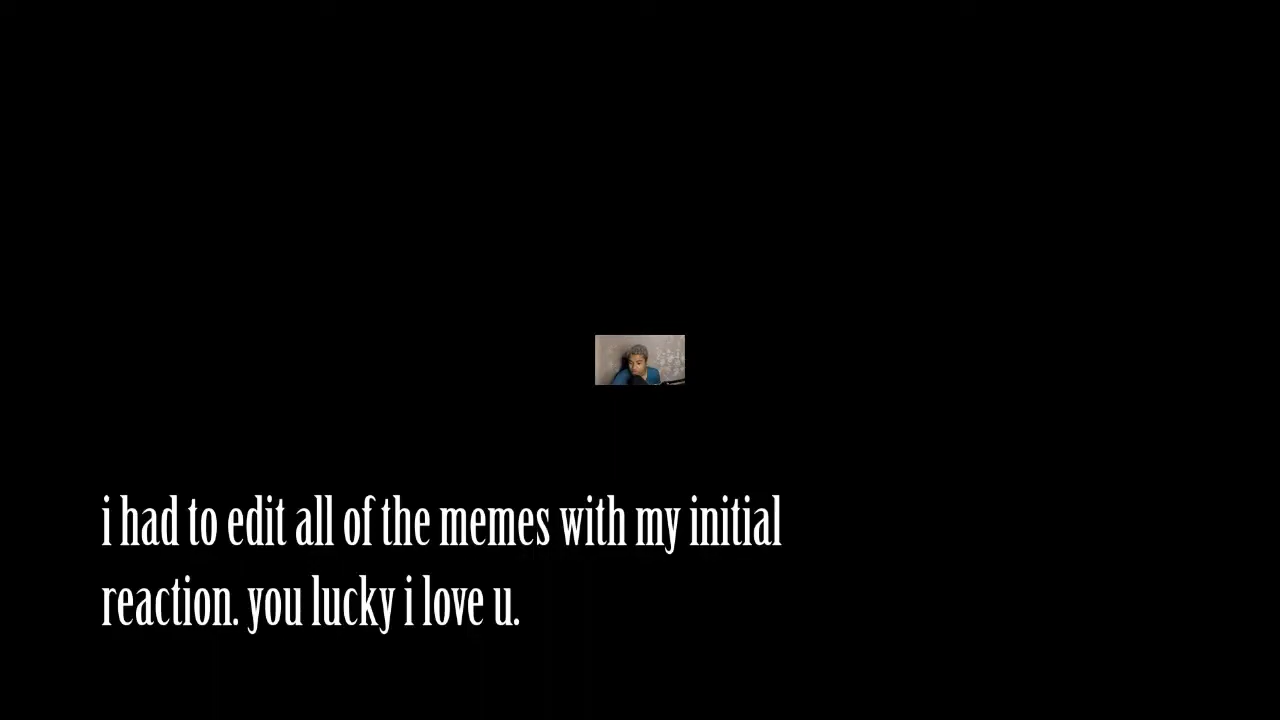 i had to edit all of the memes with my initial
reaction. you lucky i love u.